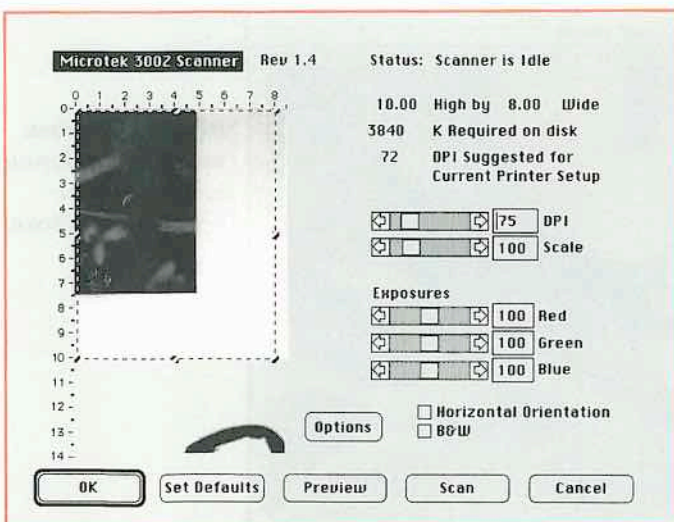 Microtek 300Z Scanner Rev 1.4
Status: Scanner is Idle
10.00 High by 8.00 Wide
3840 K Required on disk
72 DPI Suggested for
Current Printer Setup
75 DPI
100 Scale
Exposures
100 Red
100 Green
100 Blue
Horizontal Orientation
B&W
Options
0 1 2 3 4 5 6 7 8
0
1
2
3
4
5
6
7
8
9
10
11
12
13
14
OK
Set Defaults
Preview
Scan
Cancel